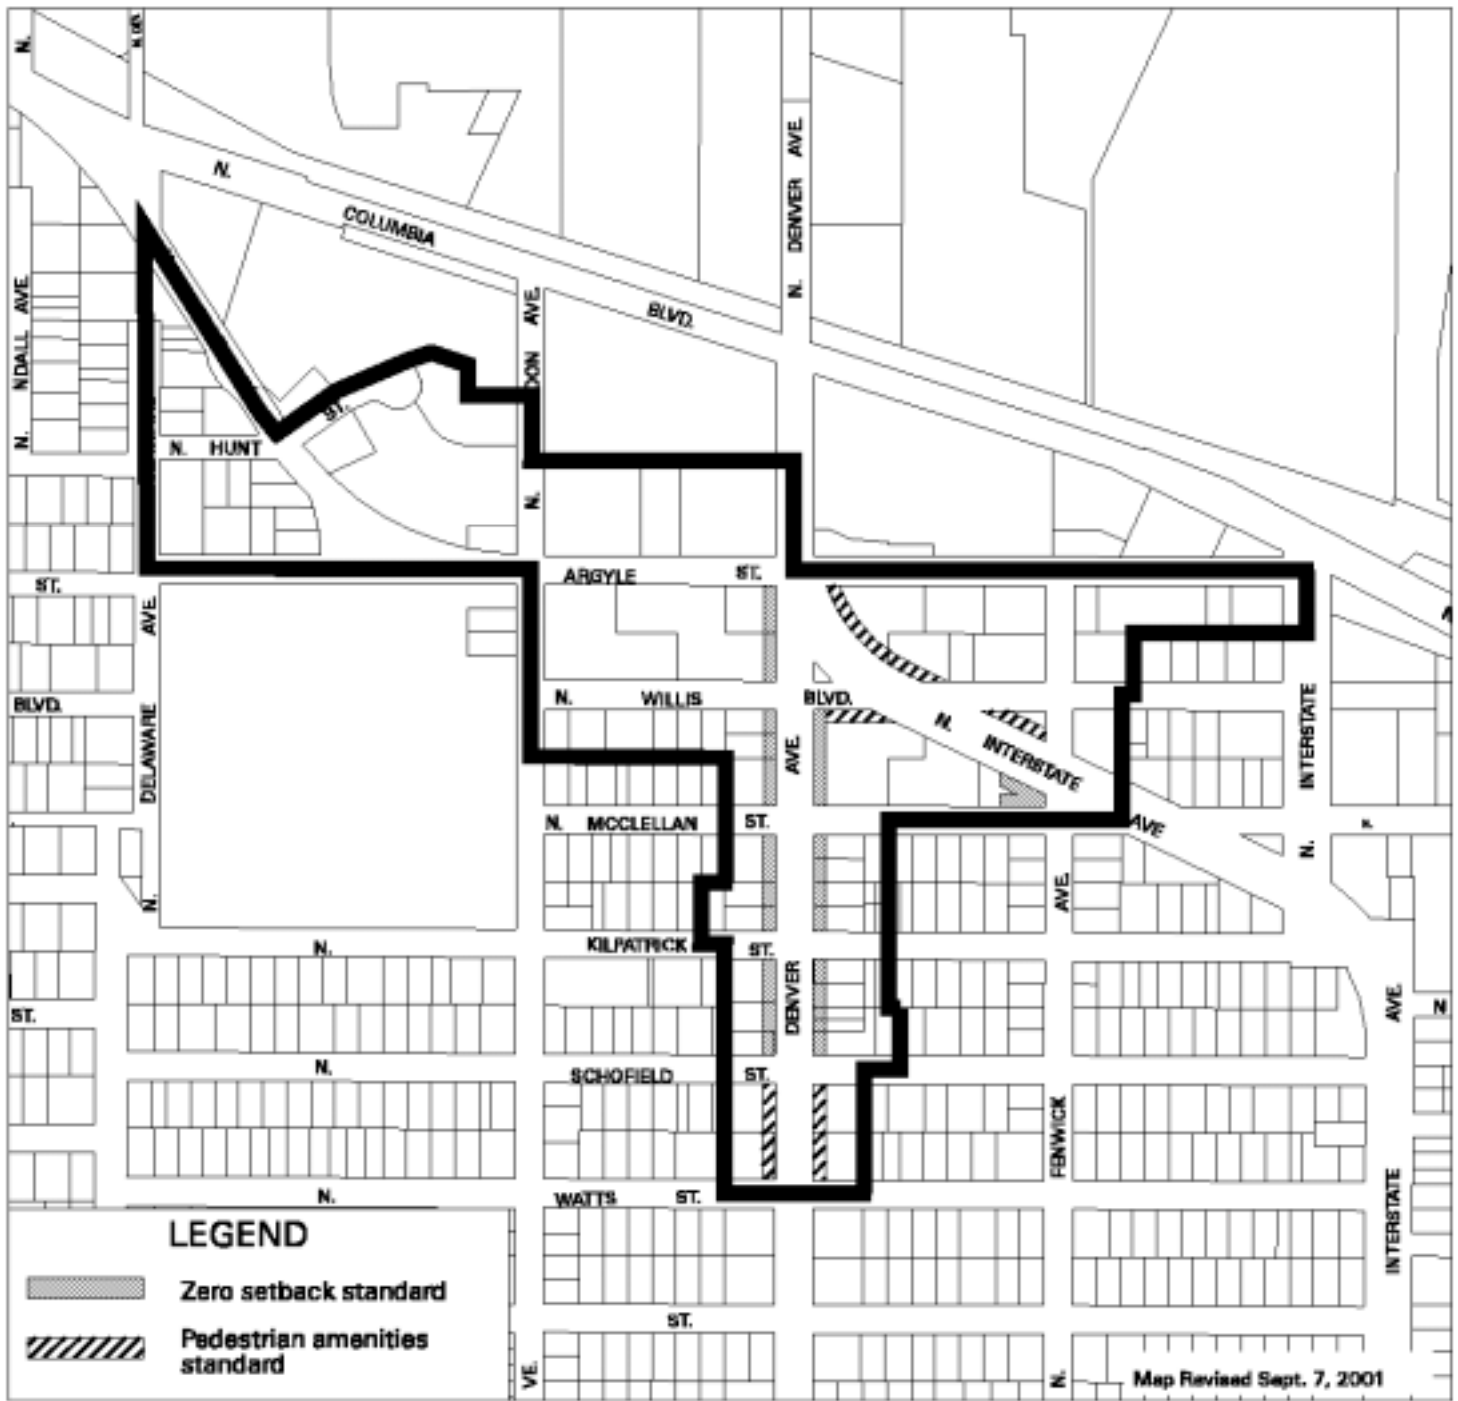 N.
N.
COLUMBIA
BLVD.
N. DENVER AVE.
N. NDALL AVE.
DON AVE.
N.
ST.
N. HUNT
ARGYLE ST.
ST.
AVE.
N. WILLIS BLVD.
BLVD.
DELAWARE
N.
AVE.
N. INTERSTATE AVE
INTERSTATE
N.
N. MCCLELLAN ST.
N.
AVE.
N. KILPATRICK ST.
DENVER
AVE.
ST.
N
N. SCHOFIELD ST.
FENWICK
N. WATTS ST.
INTERSTATE
ST.
VE.
N.
LEGEND
Zero setback standard
Pedestrian amenities
standard
Map Revised Sept. 7, 2001